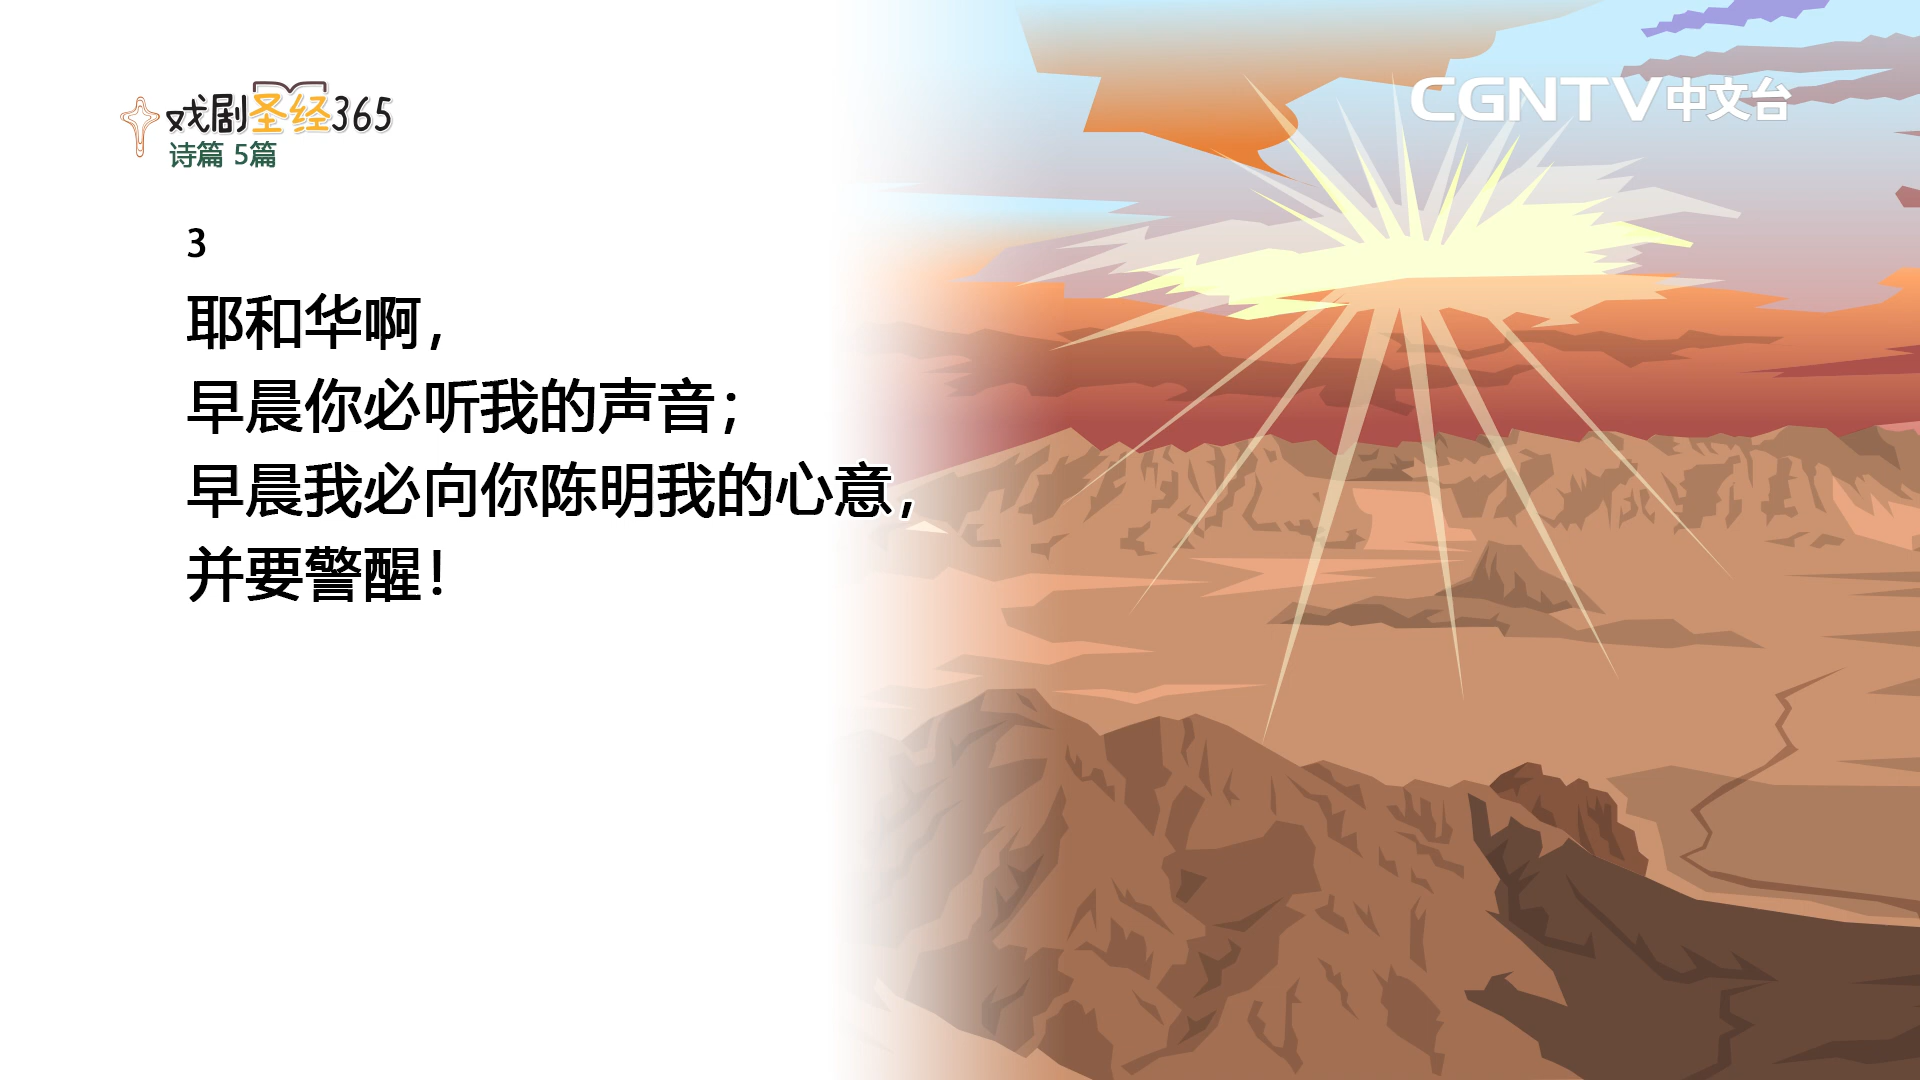 戏剧圣经365
诗篇 5篇
CGNTV中文台
3
耶和华啊，
早晨你必听我的声音；
早晨我必向你陈明我的心意，
并要警醒！